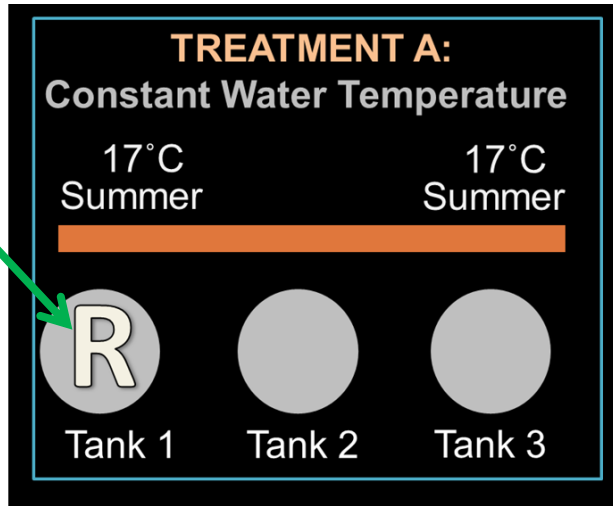 TREATMENT A:
Constant Water Temperature
17˚C 17˚C
Summer Summer
R
Tank 1 Tank 2 Tank 3